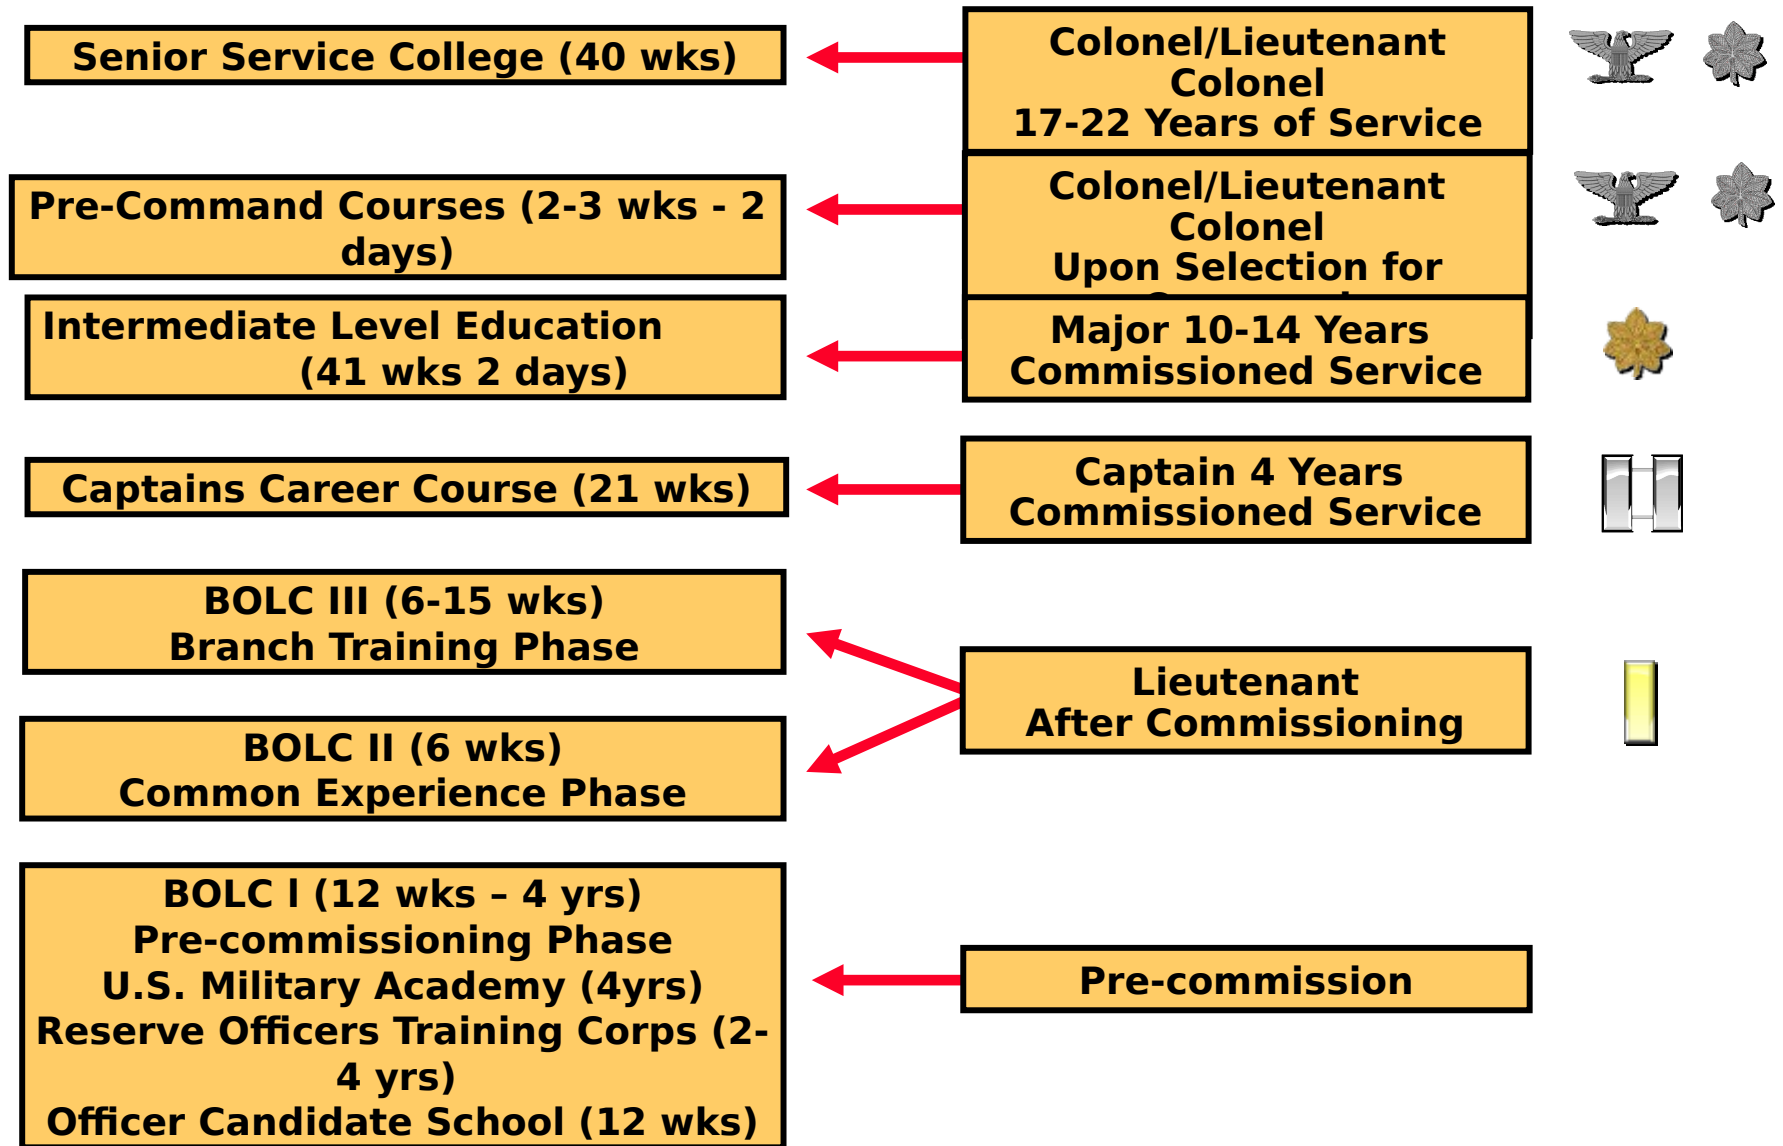 Senior Service College (40 wks)
Colonel/Lieutenant
Colonel
17-22 Years of Service
Pre-Command Courses (2-3 wks - 2
days)
Colonel/Lieutenant
Colonel
Upon Selection for
Intermediate Level Education
(41 wks 2 days)
Major 10-14 Years
Commissioned Service
Captains Career Course (21 wks)
Captain 4 Years
Commissioned Service
BOLC III (6-15 wks)
Branch Training Phase
BOLC II (6 wks)
Common Experience Phase
Lieutenant
After Commissioning
BOLC l (12 wks – 4 yrs)
Pre-commissioning Phase
U.S. Military Academy (4yrs)
Reserve Officers Training Corps (2-
4 yrs)
Officer Candidate School (12 wks)
Pre-commission